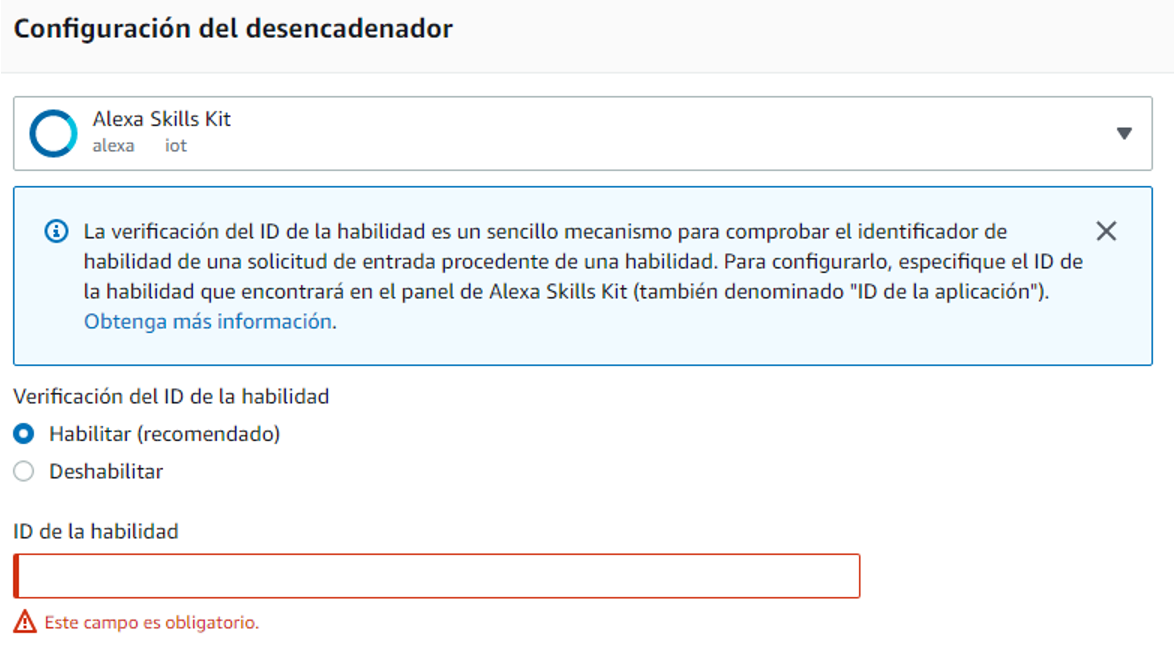 Configuración del desencadenador
Alexa Skills Kit
alexa iot
La verificación del ID de la habilidad es un sencillo mecanismo para comprobar el identificador de
habilidad de una solicitud de entrada procedente de una habilidad. Para configurarlo, especifique el ID de
la habilidad que encontrará en el panel de Alexa Skills Kit (también denominado "ID de la aplicación").
Obtenga más información.
Verificación del ID de la habilidad
Habilitar (recomendado)
Deshabilitar
ID de la habilidad
Este campo es obligatorio.